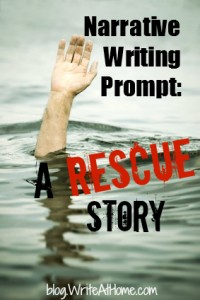 Narrative
Writing
Prompt:
A RESCUE
STORY
blog.WriteAtHome.com